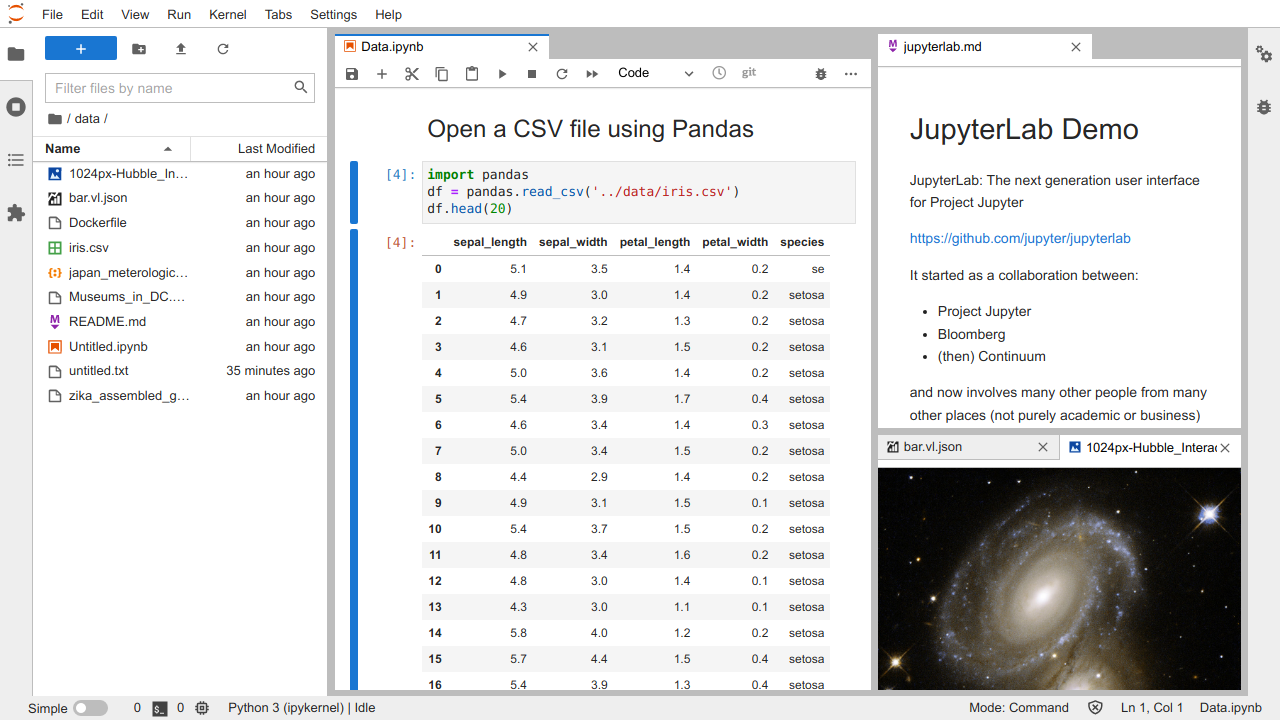 File Edit View Run Kernel Tabs Settings Help
Filter files by name
/ data /
Name Last Modified
1024px-Hubble_In... an hour ago
bar.vl.json an hour ago
Dockerfile an hour ago
iris.csv an hour ago
japan_meterologic... an hour ago
Museums_in_DC.... an hour ago
README.md an hour ago
Untitled.ipynb an hour ago
untitled.txt 35 minutes ago
zika_assembled_g... an hour ago
Data.ipynb
Code git
Open a CSV file using Pandas
[4]: import pandas
df = pandas.read_csv('../data/iris.csv')
df.head(20)
[4]: sepal_length sepal_width petal_length petal_width species
0 5.1 3.5 1.4 0.2 se
1 4.9 3.0 1.4 0.2 setosa
2 4.7 3.2 1.3 0.2 setosa
3 4.6 3.1 1.5 0.2 setosa
4 5.0 3.6 1.4 0.2 setosa
5 5.4 3.9 1.7 0.4 setosa
6 4.6 3.4 1.4 0.3 setosa
7 5.0 3.4 1.5 0.2 setosa
8 4.4 2.9 1.4 0.2 setosa
9 4.9 3.1 1.5 0.1 setosa
10 5.4 3.7 1.5 0.2 setosa
11 4.8 3.4 1.6 0.2 setosa
12 4.8 3.0 1.4 0.1 setosa
13 4.3 3.0 1.1 0.1 setosa
14 5.8 4.0 1.2 0.2 setosa
15 5.7 4.4 1.5 0.4 setosa
16 5.4 3.9 1.3 0.4 setosa
jupyterlab.md
JupyterLab Demo
JupyterLab: The next generation user interface
for Project Jupyter
https://github.com/jupyter/jupyterlab
It started as a collaboration between:
• Project Jupyter
• Bloomberg
• (then) Continuum
and now involves many other people from many
other places (not purely academic or business)
bar.vl.json 1024px-Hubble_Interac
Simple 0 0 Python 3 (ipykernel) | Idle Mode: Command Ln 1, Col 1 Data.ipynb